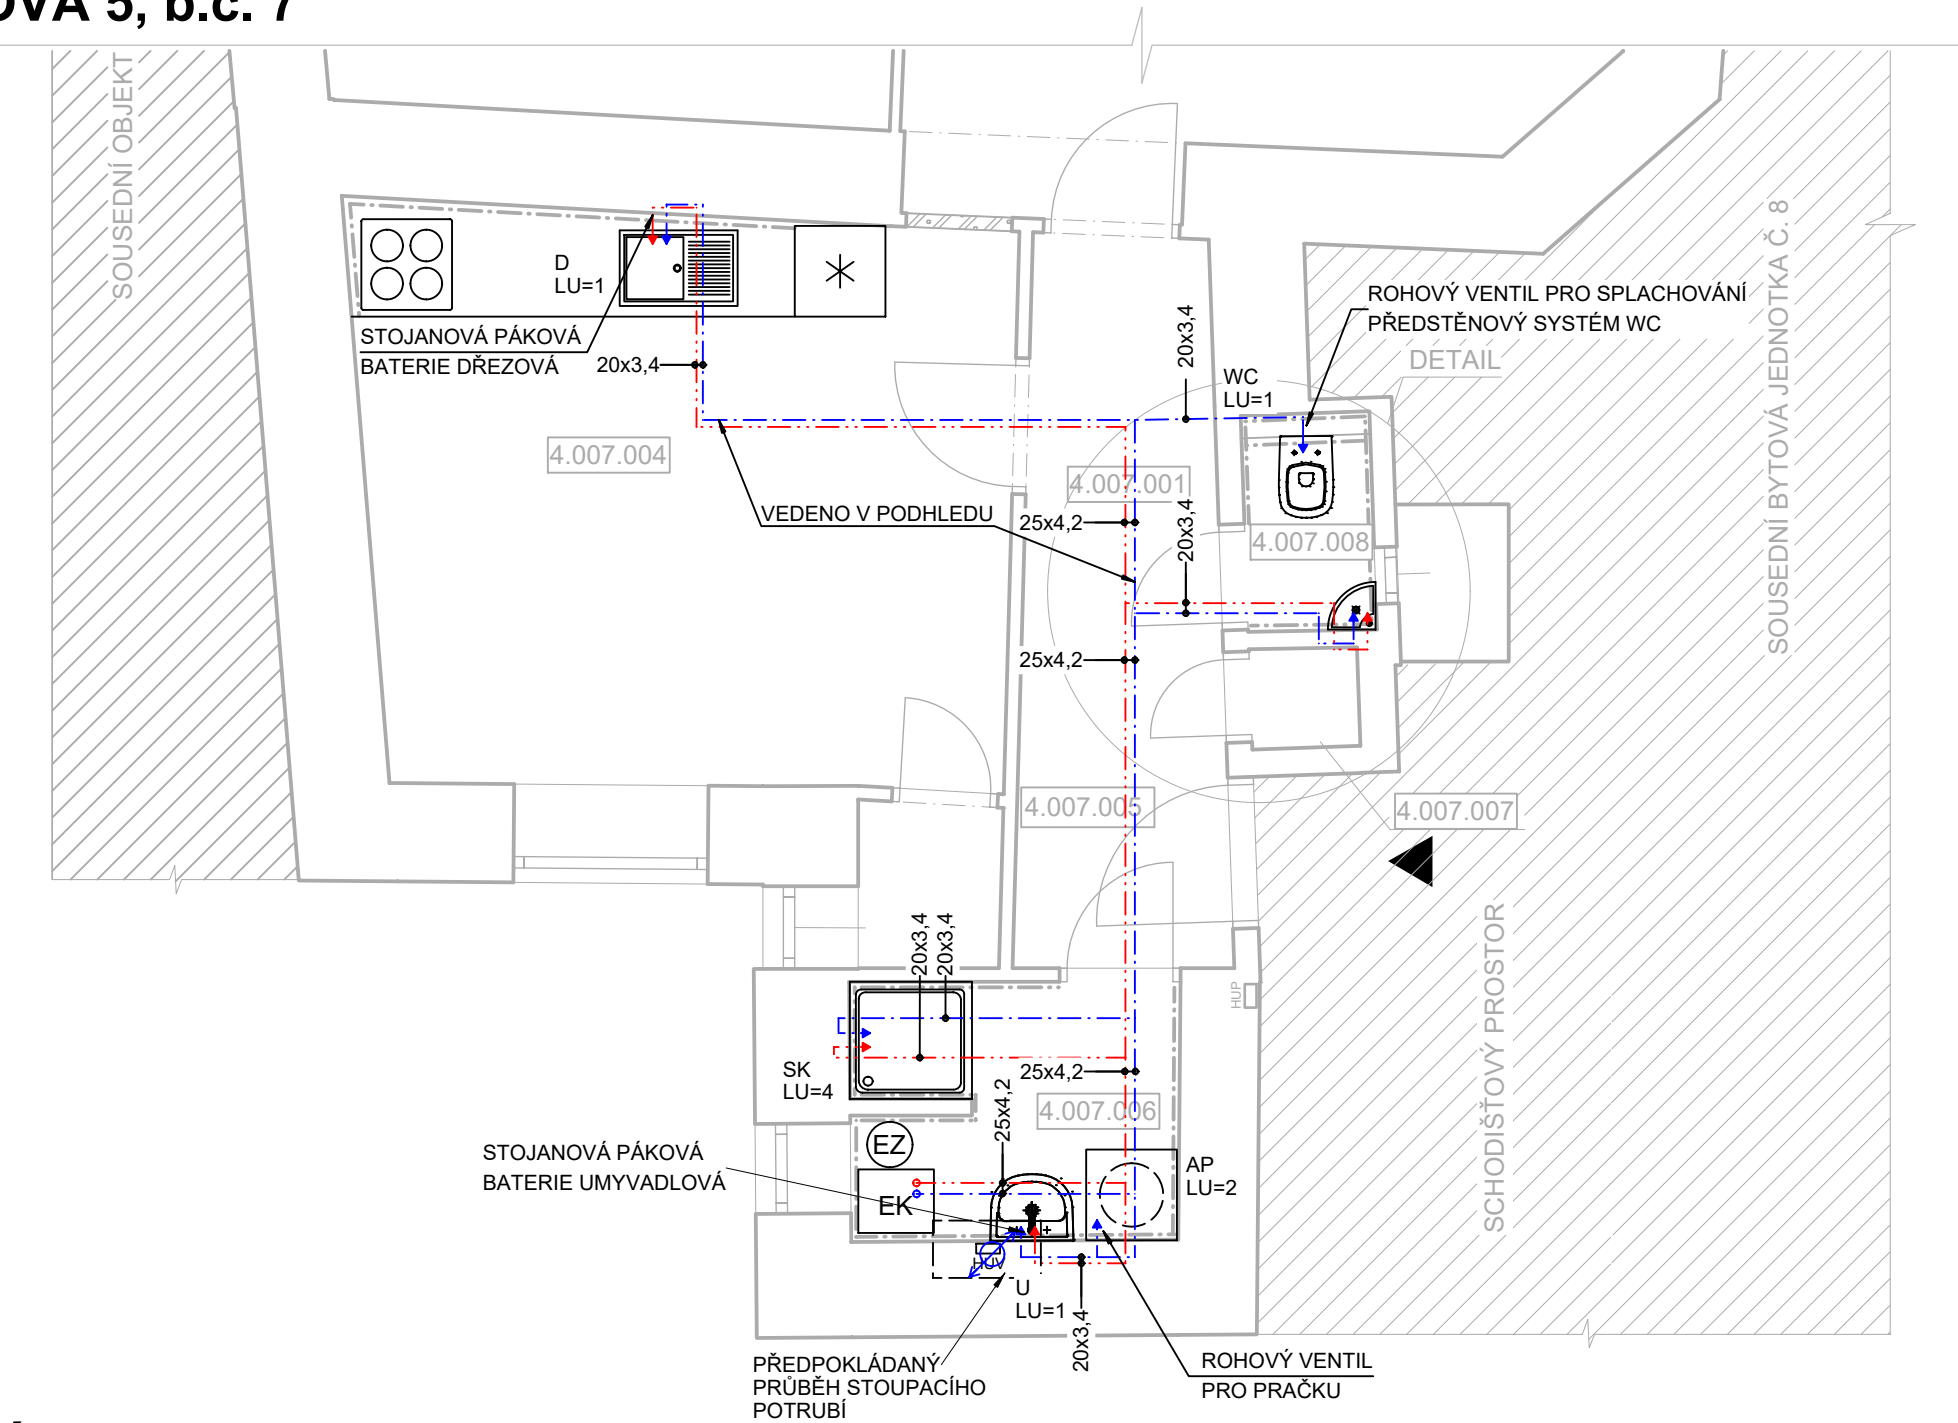 OVÁ 5, b.č. 7
SOUSEDNÍ OBJEKT
D
LU=1
STOJANOVÁ PÁKOVÁ
BATERIE DŘEZOVÁ
20x3,4
20x3,4
ROHOVÝ VENTIL PRO SPLACHOVÁNÍ
PŘEDSTĚNOVÝ SYSTÉM WC
DETAIL
WC
LU=1
SOUSEDNÍ BYTOVÁ JEDNOTKA Č. 8
4.007.004
4.007.001
VEDENO V PODHLEDU
25x4,2
20x3,4
4.007.008
25x4,2
4.007.005
4.007.007
20x3,4
20x3,4
HUP
SCHODIŠŤOVÝ PROSTOR
SK
LU=4
25x4,2
25x4,2
4.007.006
EZ
STOJANOVÁ PÁKOVÁ
BATERIE UMYVADLOVÁ
EK
AP
LU=2
HUV
U
LU=1
20x3,4
PŘEDPOKLÁDANÝ
PRŮBĚH STOUPACÍHO
POTRUBÍ
ROHOVÝ VENTIL
PRO PRAČKU